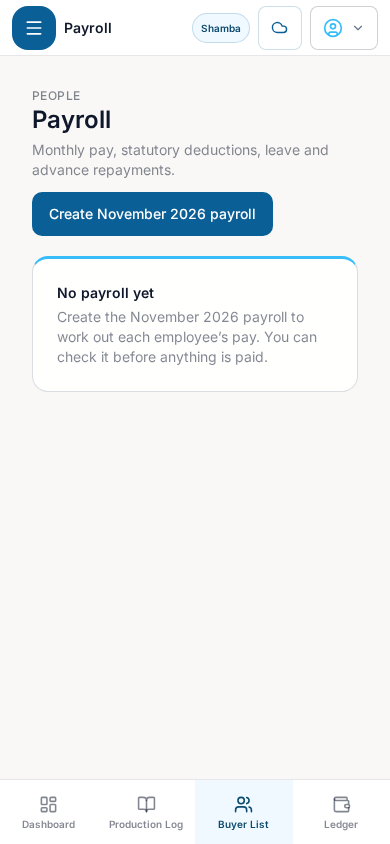 Payroll
Shamba
PEOPLE
Payroll
Monthly pay, statutory deductions, leave and
advance repayments.
Create November 2026 payroll
No payroll yet
Create the November 2026 payroll to
work out each employee’s pay. You can
check it before anything is paid.
Dashboard
Production Log
Buyer List
Ledger